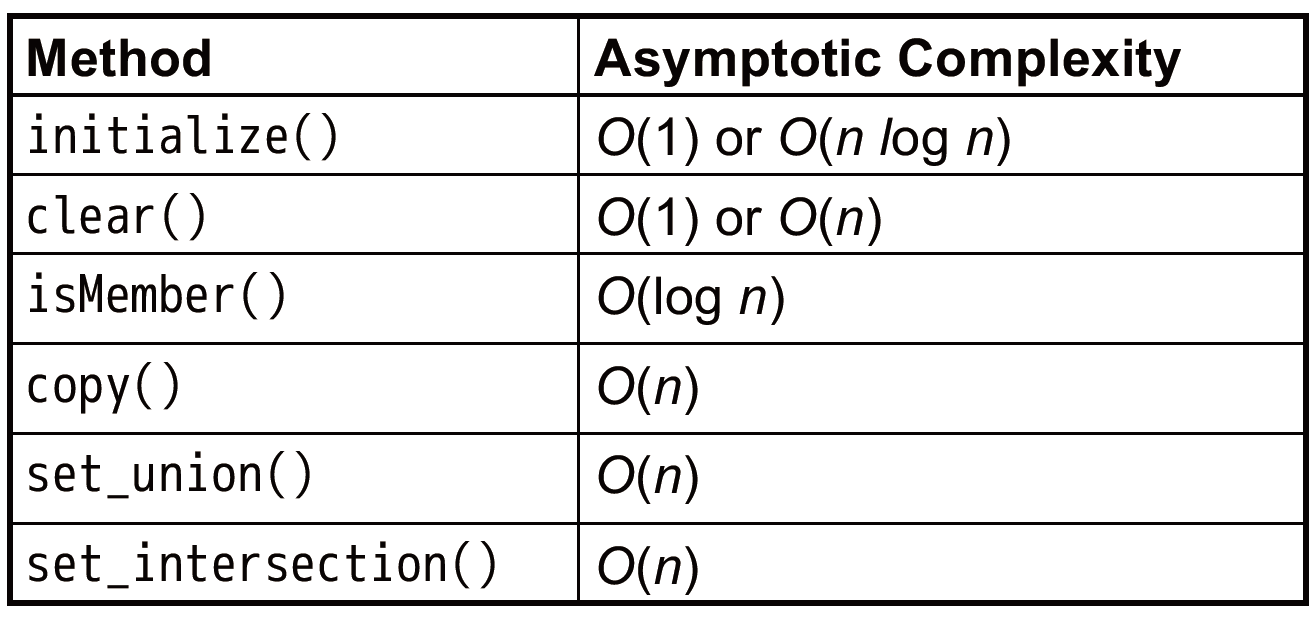 Method Asymptotic Complexity
initialize() O(1) or O(n log n)
clear() O(1) or O(n)
isMember() O(log n)
copy() O(n)
set_union() O(n)
set_intersection() O(n)